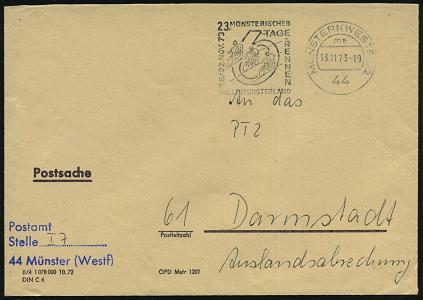 23. MÜNSTERISCHES
6-TAGE-RENNEN
16.-22. NOV. 73
HALLE MÜNSTERLAND
MÜNSTER (WESTF) 2
me
13.11.73-19
44
An das
PTZ
Postsache
61 Darmstadt
Postleitzahl
Auslandsabrechnung
Postamt
Stelle I 7
44 Münster (Westf)
II/4 1 078 000 10.72
DIN C 6
OPD Mstr 1201